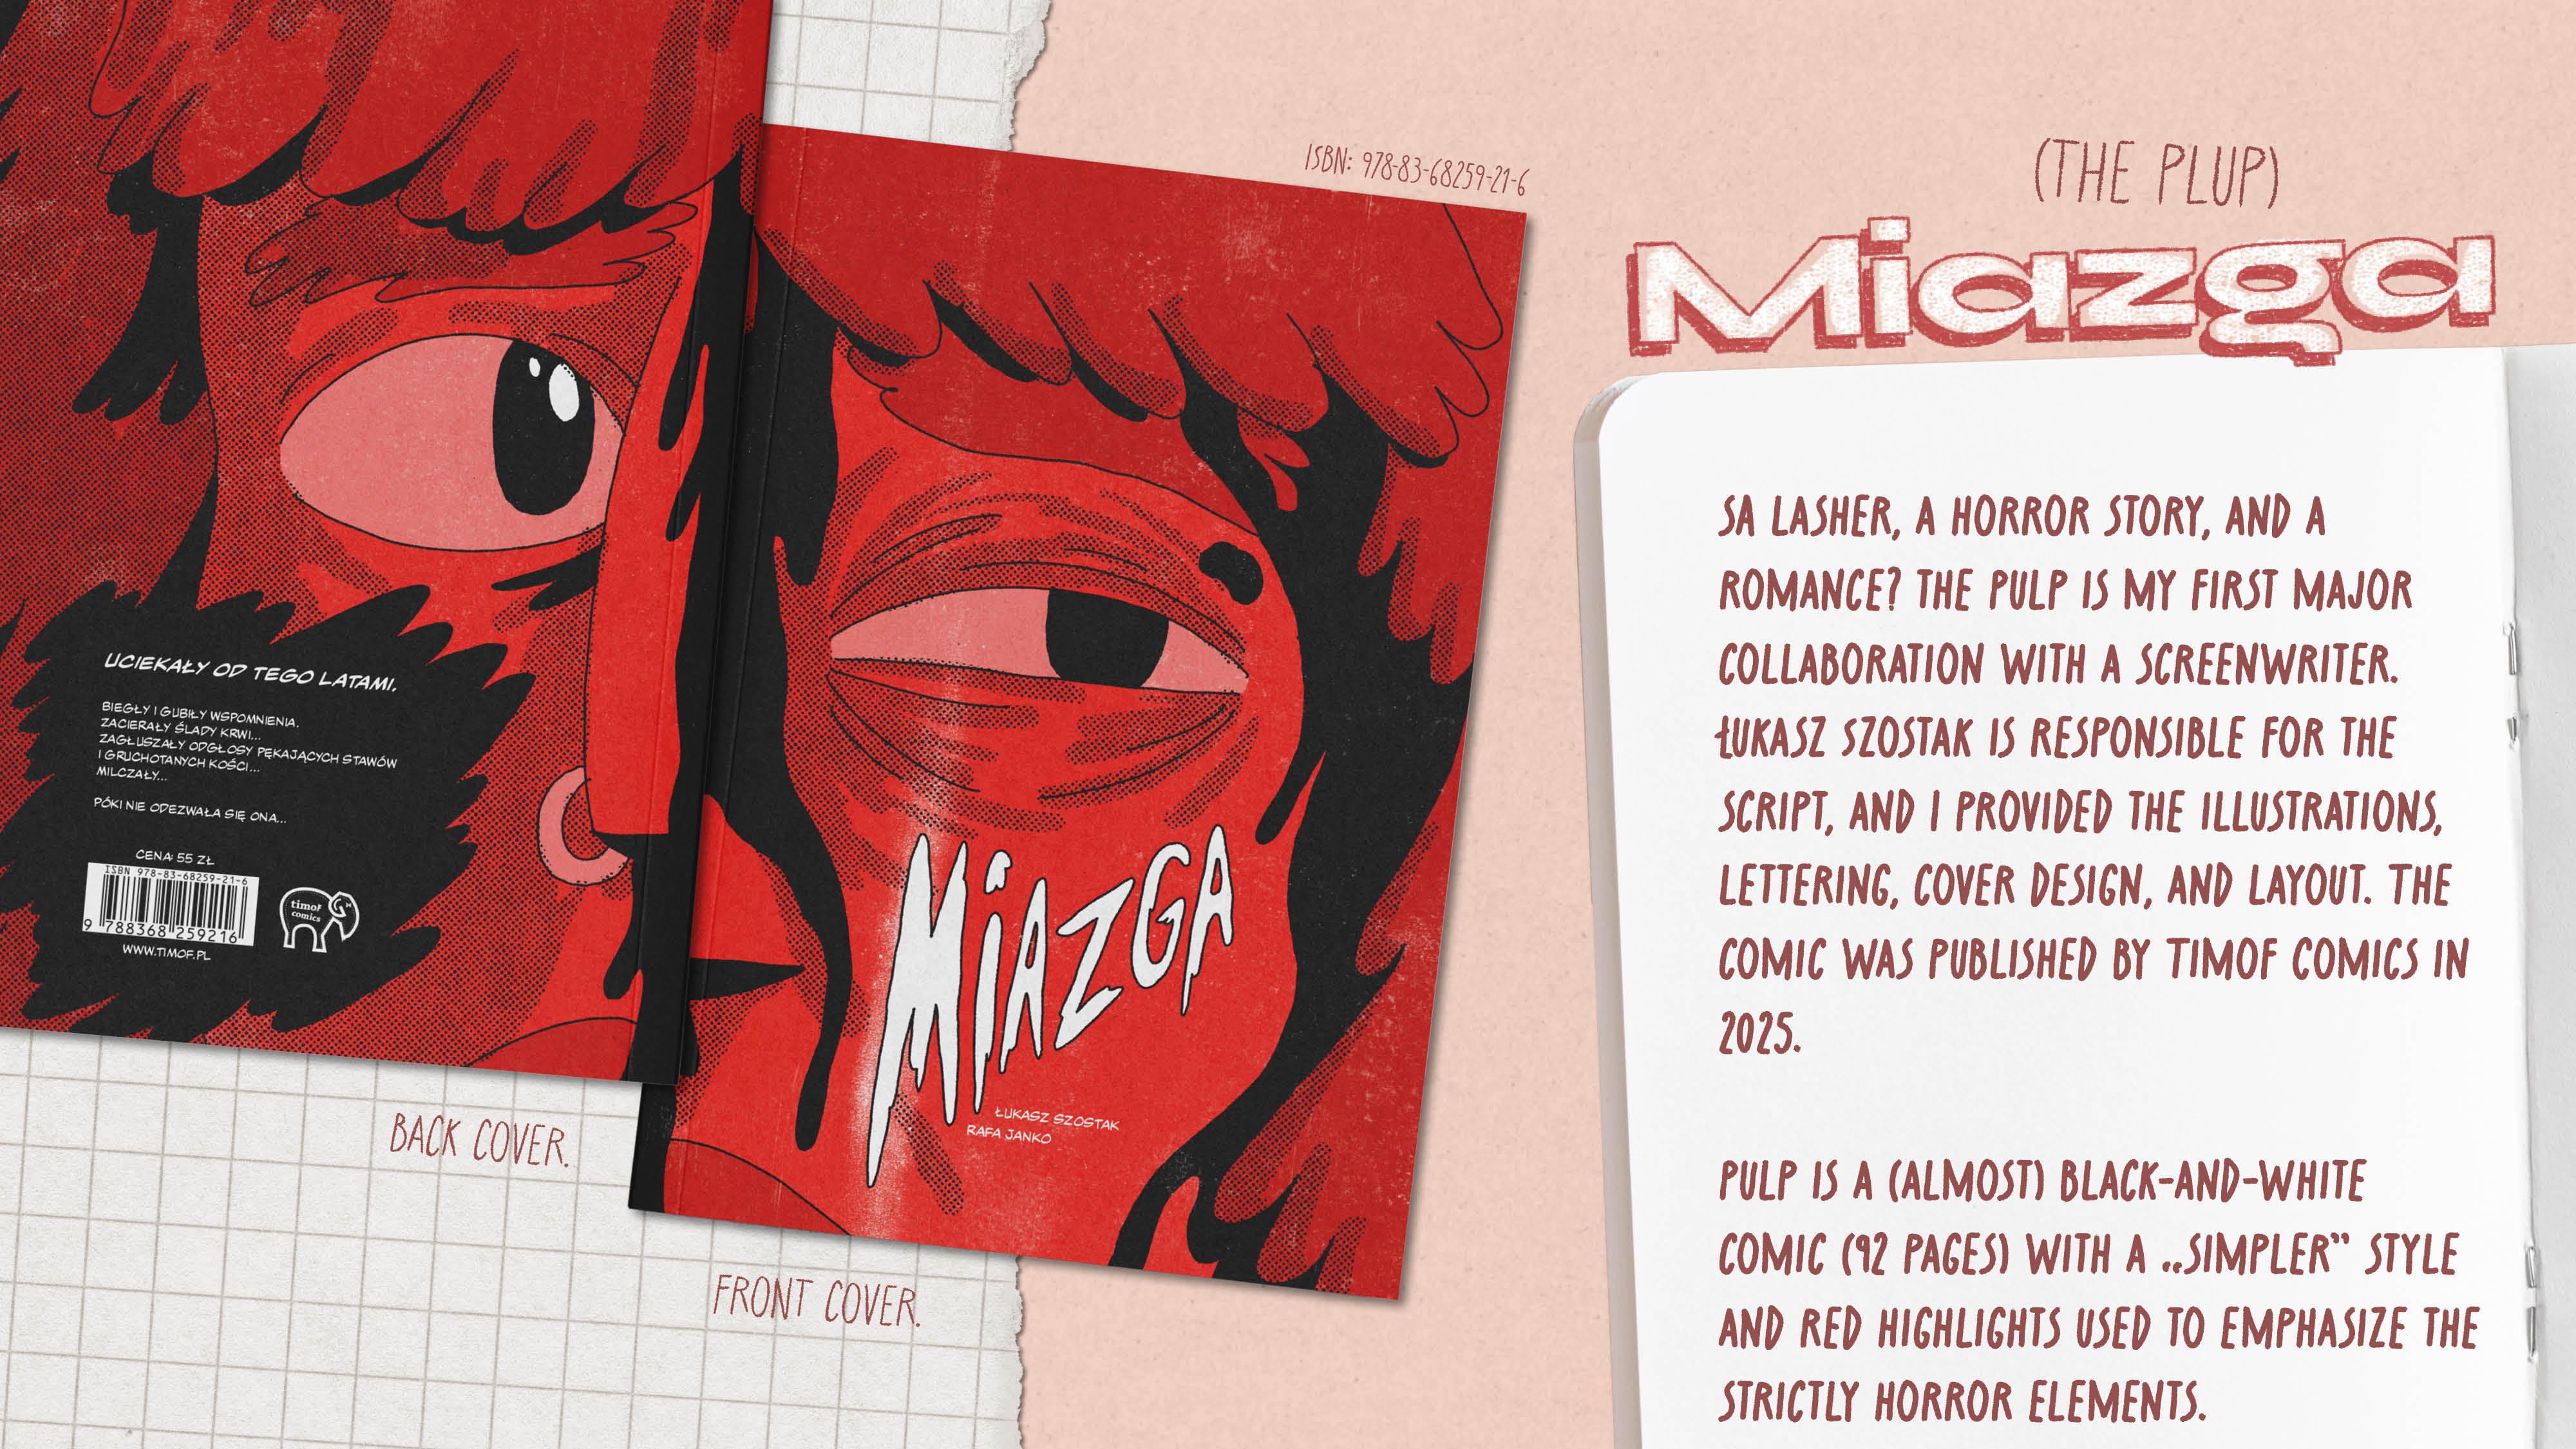 UCIEKAŁY OD TEGO LATAMI.
BIEGŁY I GUBIŁY WSPOMNIENIA.
ZACIERAŁY ŚLADY KRWI...
ZAGŁUSZAŁY ODGŁOSY PĘKAJĄCYCH STAWÓW
I GRUCHOTANYCH KOŚCI...
MILCZAŁY...
PÓKI NIE ODEZWAŁA SIĘ ONA...
CENA: 55 ZŁ
ISBN 978-83-68259-21-6
9 788368 259216
timof
comics
WWW.TIMOF.PL
BACK COVER.
ISBN: 978-83-68259-21-6
MiAZGA
ŁUKASZ SZOSTAK
RAFA JANKO
FRONT COVER.
(THE PLUP)
Miazga
SA LASHER, A HORROR STORY, AND A
ROMANCE? THE PULP IS MY FIRST MAJOR
COLLABORATION WITH A SCREENWRITER.
ŁUKASZ SZOSTAK IS RESPONSIBLE FOR THE
SCRIPT, AND I PROVIDED THE ILLUSTRATIONS,
LETTERING, COVER DESIGN, AND LAYOUT. THE
COMIC WAS PUBLISHED BY TIMOF COMICS IN
2025.
PULP IS A (ALMOST) BLACK-AND-WHITE
COMIC (92 PAGES) WITH A „SIMPLER” STYLE
AND RED HIGHLIGHTS USED TO EMPHASIZE THE
STRICTLY HORROR ELEMENTS.